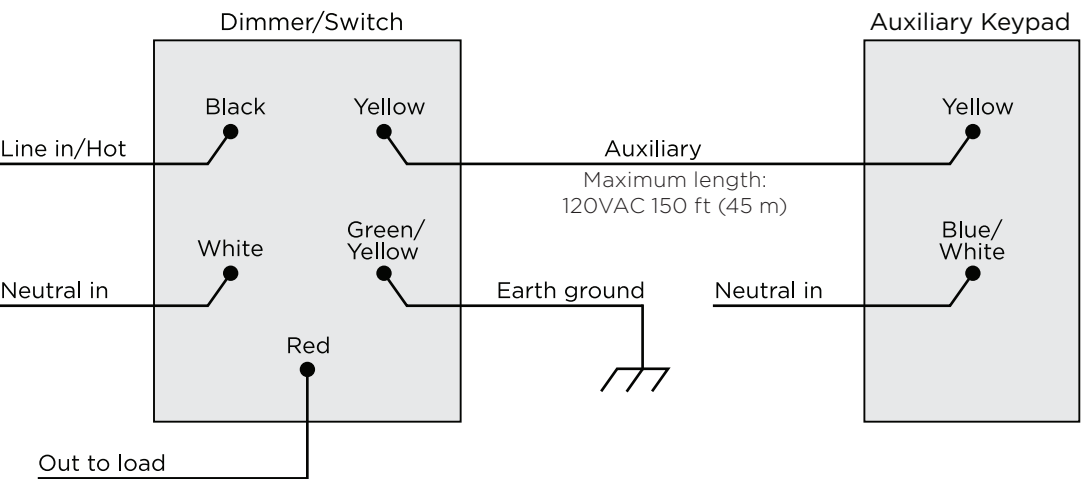 Dimmer/Switch
Auxiliary Keypad
Black
Yellow
Yellow
Line in/Hot
Auxiliary
Maximum length:
120VAC 150 ft (45 m)
White
Green/
Yellow
Blue/
White
Neutral in
Earth ground
Neutral in
Red
Out to load